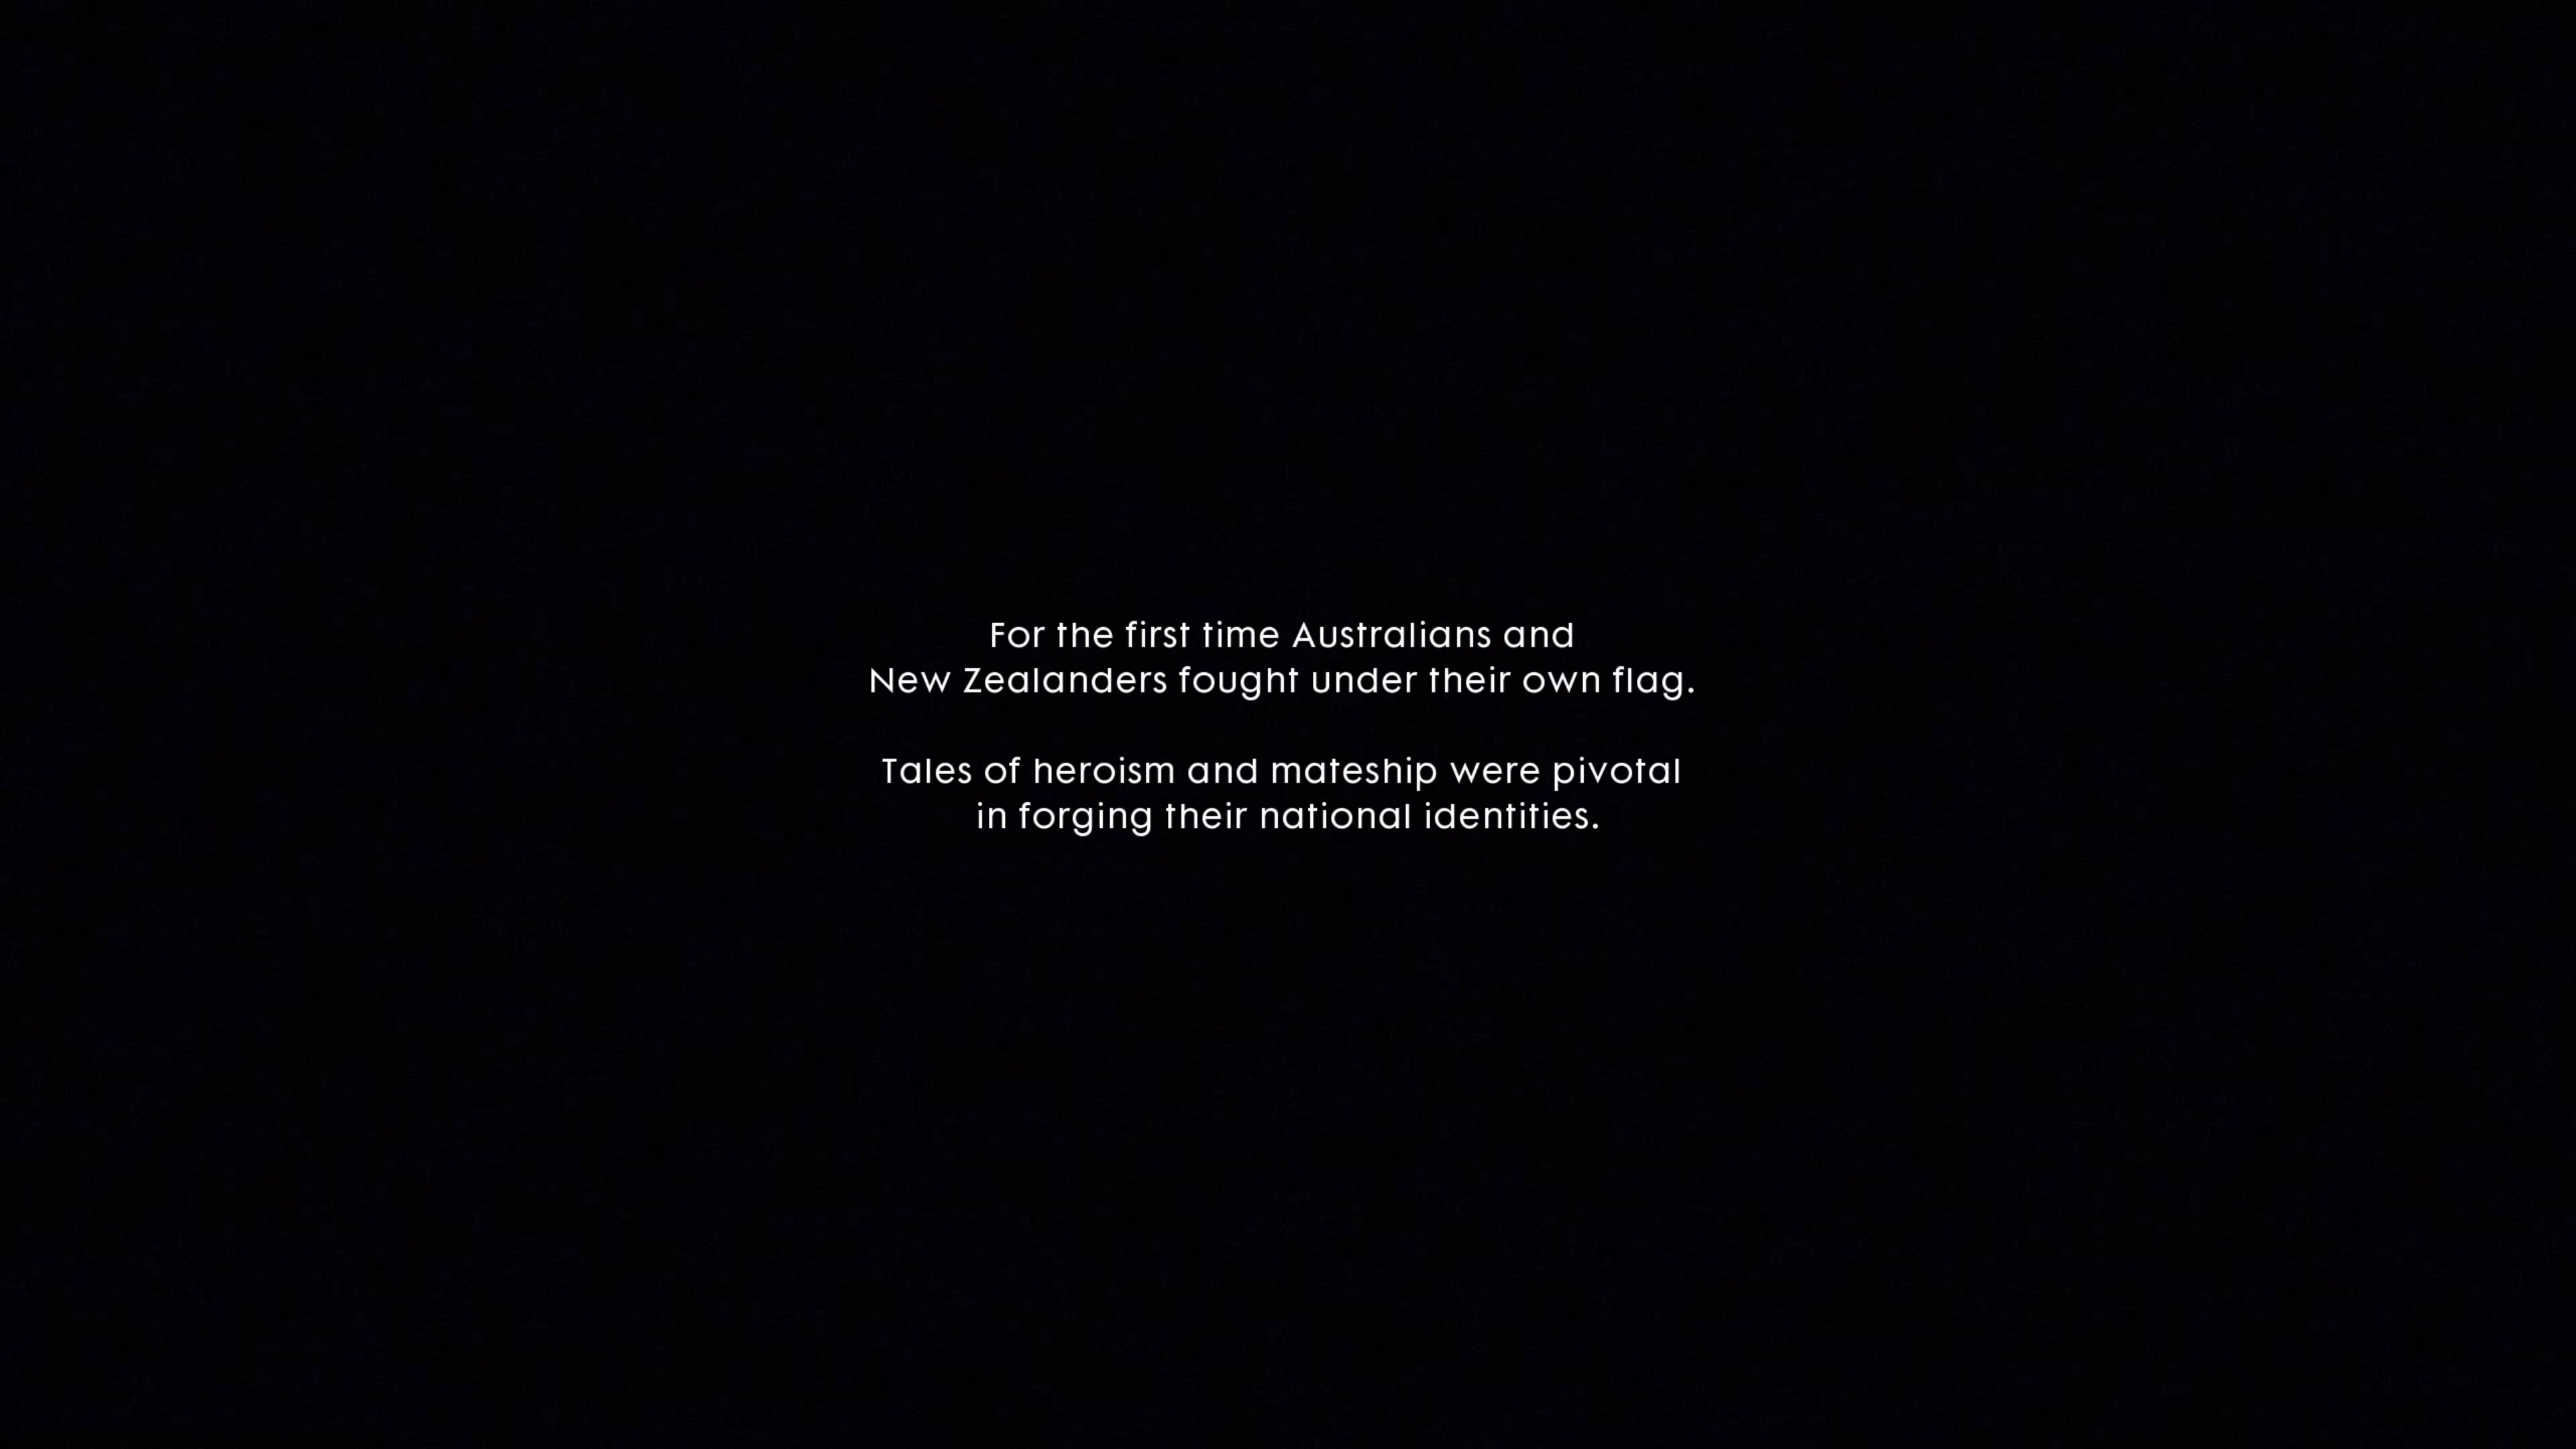 For the first time Australians and
New Zealanders fought under their own flag.
Tales of heroism and mateship were pivotal
in forging their national identities.